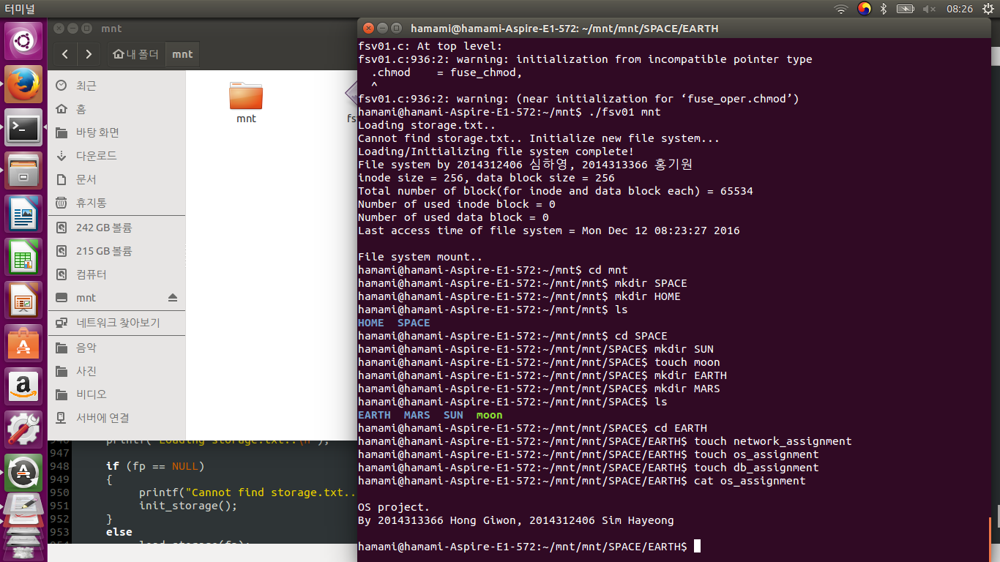 터미널
08:26
mnt
내 폴더
mnt
최근
홈
바탕 화면
다운로드
문서
휴지통
242 GB 볼륨
215 GB 볼륨
컴퓨터
mnt
네트워크 찾아보기
음악
사진
비디오
서버에 연결
mnt
947
948 if (fp == NULL)
949 {
950 printf("Cannot find storage.txt..
951 init_storage();
952 }
953 else
hamami@hamami-Aspire-E1-572: ~/mnt/mnt/SPACE/EARTH
fsv01.c: At top level:
fsv01.c:936:2: warning: initialization from incompatible pointer type
.chmod = fuse_chmod,
^
fsv01.c:936:2: warning: (near initialization for ‘fuse_oper.chmod’)
hamami@hamami-Aspire-E1-572:~/mnt$ ./fsv01 mnt
Loading storage.txt..
Cannot find storage.txt.. Initialize new file system...
Loading/Initializing file system complete!
File system by 2014312406 심하영, 2014313366 홍기원
inode size = 256, data block size = 256
Total number of block(for inode and data block each) = 65534
Number of used inode block = 0
Number of used data block = 0
Last access time of file system = Mon Dec 12 08:23:27 2016
File system mount..
hamami@hamami-Aspire-E1-572:~/mnt$ cd mnt
hamami@hamami-Aspire-E1-572:~/mnt/mnt$ mkdir SPACE
hamami@hamami-Aspire-E1-572:~/mnt/mnt$ mkdir HOME
hamami@hamami-Aspire-E1-572:~/mnt/mnt$ ls
HOME SPACE
hamami@hamami-Aspire-E1-572:~/mnt/mnt$ cd SPACE
hamami@hamami-Aspire-E1-572:~/mnt/mnt/SPACE$ mkdir SUN
hamami@hamami-Aspire-E1-572:~/mnt/mnt/SPACE$ touch moon
hamami@hamami-Aspire-E1-572:~/mnt/mnt/SPACE$ mkdir EARTH
hamami@hamami-Aspire-E1-572:~/mnt/mnt/SPACE$ mkdir MARS
hamami@hamami-Aspire-E1-572:~/mnt/mnt/SPACE$ ls
EARTH MARS SUN moon
hamami@hamami-Aspire-E1-572:~/mnt/mnt/SPACE$ cd EARTH
hamami@hamami-Aspire-E1-572:~/mnt/mnt/SPACE/EARTH$ touch network_assignment
hamami@hamami-Aspire-E1-572:~/mnt/mnt/SPACE/EARTH$ touch os_assignment
hamami@hamami-Aspire-E1-572:~/mnt/mnt/SPACE/EARTH$ touch db_assignment
hamami@hamami-Aspire-E1-572:~/mnt/mnt/SPACE/EARTH$ cat os_assignment
OS project.
By 2014313366 Hong Giwon, 2014312406 Sim Hayeong
hamami@hamami-Aspire-E1-572:~/mnt/mnt/SPACE/EARTH$